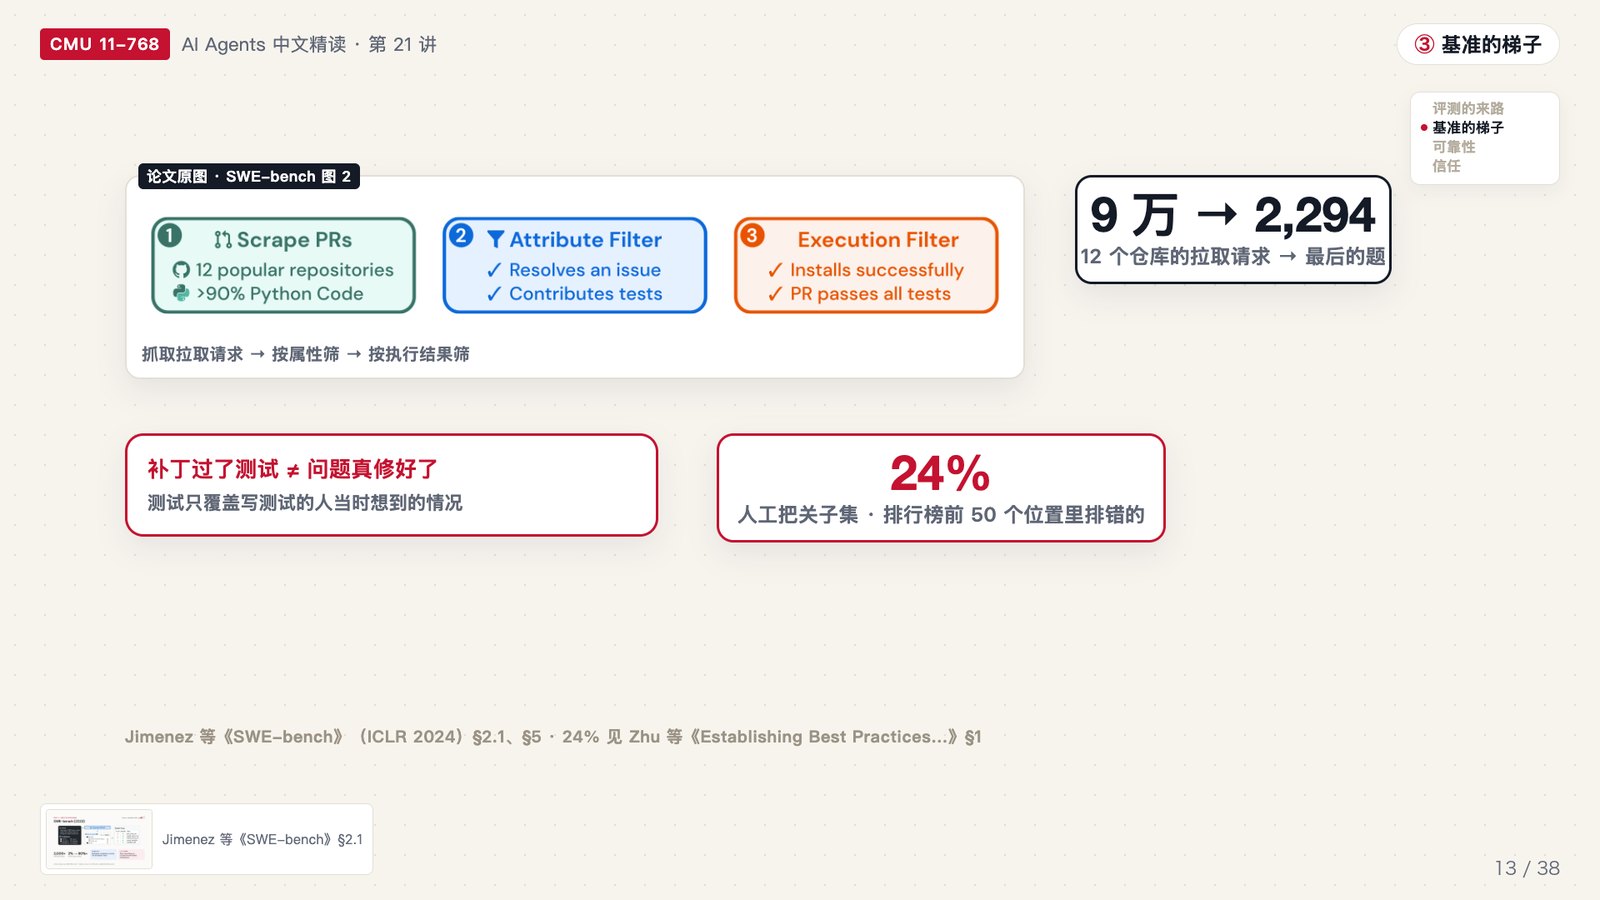 CMU 11-768
AI Agents 中文精读 · 第 21 讲
③ 基准的梯子
评测的来路
基准的梯子
可靠性
信任
论文原图 · SWE-bench 图 2
1
Scrape PRs
12 popular repositories
>90% Python Code
2
Attribute Filter
✓ Resolves an issue
✓ Contributes tests
3
Execution Filter
✓ Installs successfully
✓ PR passes all tests
抓取拉取请求 → 按属性筛 → 按执行结果筛
9 万 → 2,294
12 个仓库的拉取请求 → 最后的题
补丁过了测试 ≠ 问题真修好了
测试只覆盖写测试的人当时想到的情况
24%
人工把关子集 · 排行榜前 50 个位置里排错的
Jimenez 等《SWE-bench》（ICLR 2024）§2.1、§5 · 24% 见 Zhu 等《Establishing Best Practices…》§1
Jimenez 等《SWE-bench》§2.1
13 / 38